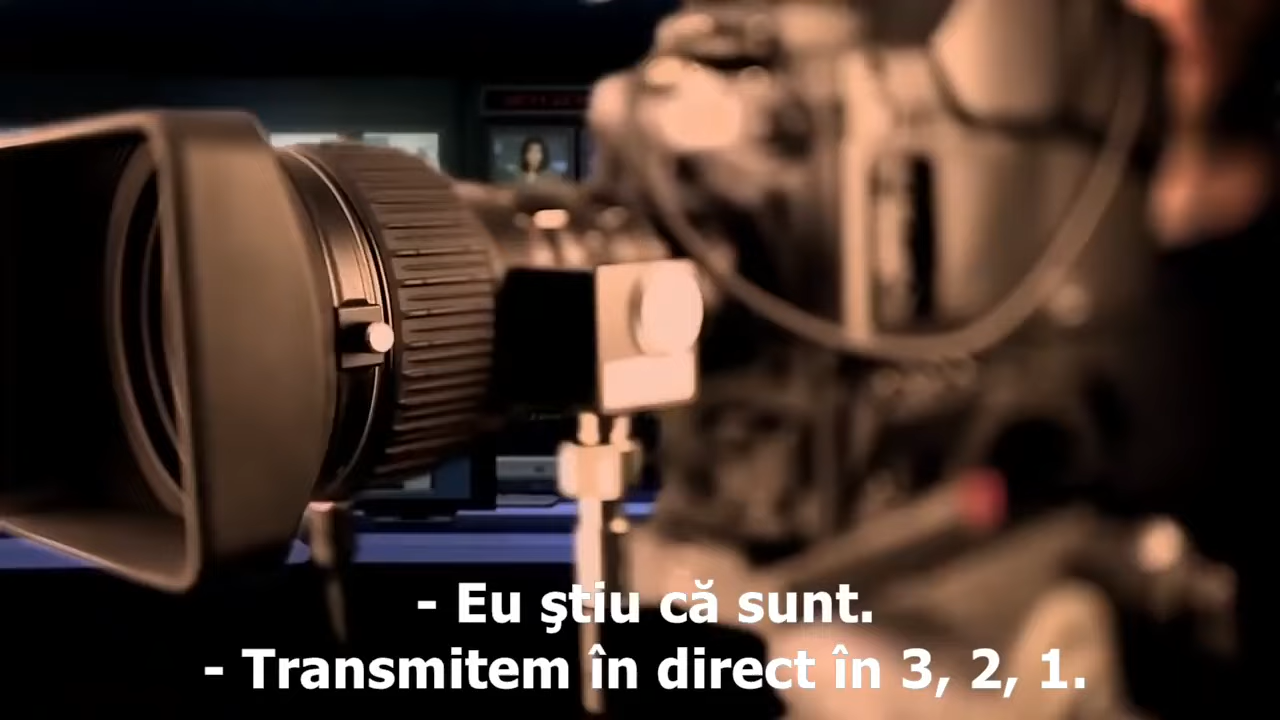 - Eu ştiu că sunt.
- Transmitem în direct în 3, 2, 1.